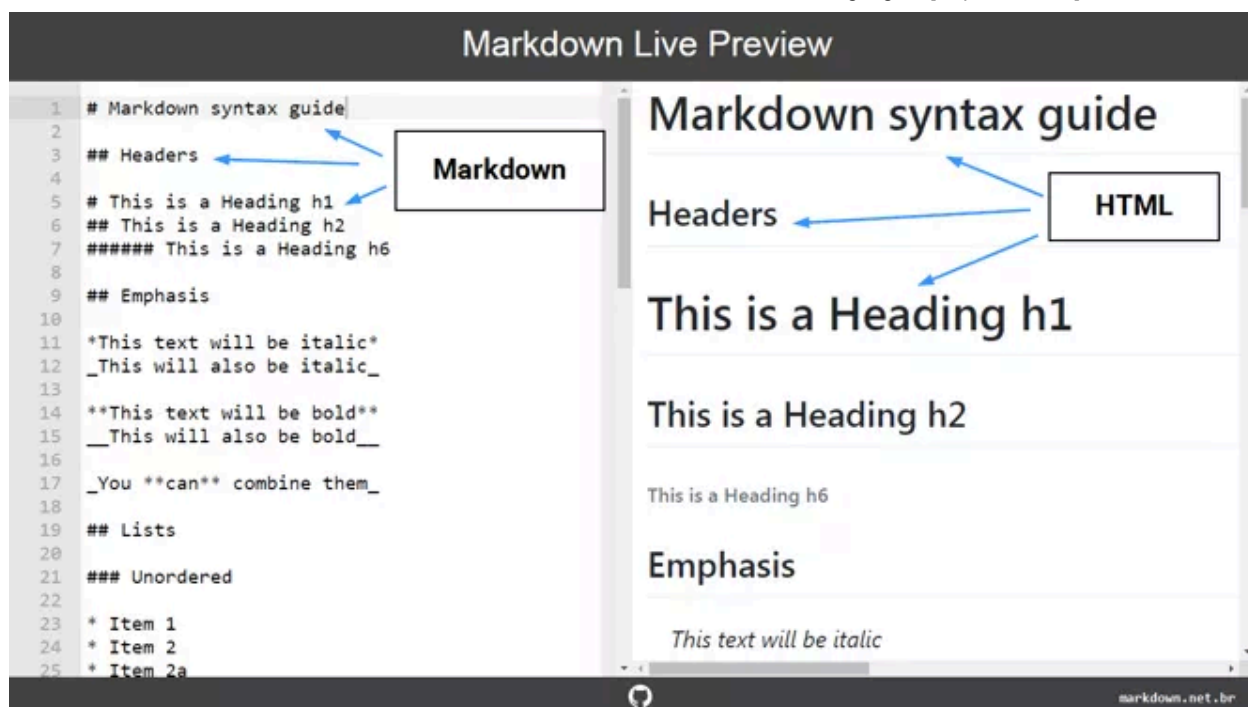 Markdown Live Preview
1 # Markdown syntax guide
2
3 ## Headers
4
5 # This is a Heading h1
6 ## This is a Heading h2
7 ###### This is a Heading h6
8
9 ## Emphasis
10
11 *This text will be italic*
12 _This will also be italic_
13
14 **This text will be bold**
15 __This will also be bold__
16
17 _You **can** combine them_
18
19 ## Lists
20
21 ### Unordered
22
23 * Item 1
24 * Item 2
25 * Item 2a
Markdown
Markdown syntax guide
Headers
HTML
This is a Heading h1
This is a Heading h2
This is a Heading h6
Emphasis
This text will be italic
markdown.net.br